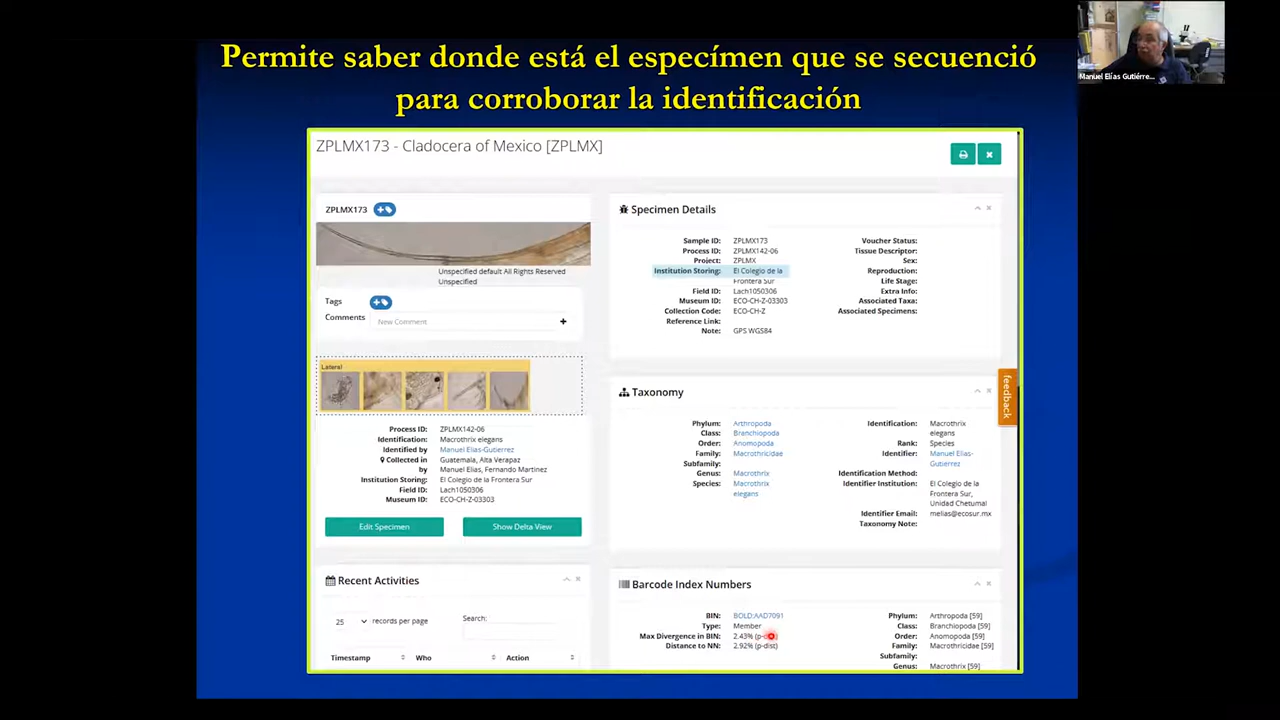 Permite saber donde está el espécimen que se secuenció
para corroborar la identificación
Manuel Elías Gutiérre...
ZPLMX173 - Cladocera of Mexico [ZPLMX]
ZPLMX173
Unspecified default All Rights Reserved
Unspecified
Tags
Comments
New Comment
Lateral
Process ID: ZPLMX142-06
Identification: Macrothrix elegans
Identified by Manuel Elias-Gutierrez
Collected in Guatemala, Alta Verapaz
by Manuel Elias, Fernando Martinez
Institution Storing: El Colegio de la Frontera Sur
Field ID: Lach1050306
Museum ID: ECO-CH-Z-03303
Edit Specimen
Show Delta View
Recent Activities
25 records per page
Search:
Timestamp Who Action
Specimen Details
Sample ID: ZPLMX173
Process ID: ZPLMX142-06
Project: ZPLMX
Institution Storing: El Colegio de la
Frontera Sur
Field ID: Lach1050306
Museum ID: ECO-CH-Z-03303
Collection Code: ECO-CH-Z
Reference Link:
Note: GPS WGS84
Voucher Status:
Tissue Descriptor:
Sex:
Reproduction:
Life Stage:
Extra Info:
Associated Taxa:
Associated Specimens:
Taxonomy
Phylum: Arthropoda
Class: Branchiopoda
Order: Anomopoda
Family: Macrothricidae
Subfamily:
Genus: Macrothrix
Species: Macrothrix
elegans
Identification: Macrothrix
elegans
Rank: Species
Identifier: Manuel Elias-
Gutierrez
Identification Method:
Identifier Institution: El Colegio de la
Frontera Sur,
Unidad Chetumal
Identifier Email: melias@ecosur.mx
Taxonomy Note:
feedback
Barcode Index Numbers
BIN: BOLD:AAD7091
Type: Member
Max Divergence in BIN: 2.43% (p-dist)
Distance to NN: 2.92% (p-dist)
Phylum: Arthropoda [59]
Class: Branchiopoda [59]
Order: Anomopoda [59]
Family: Macrothricidae [59]
Subfamily:
Genus: Macrothrix [59]